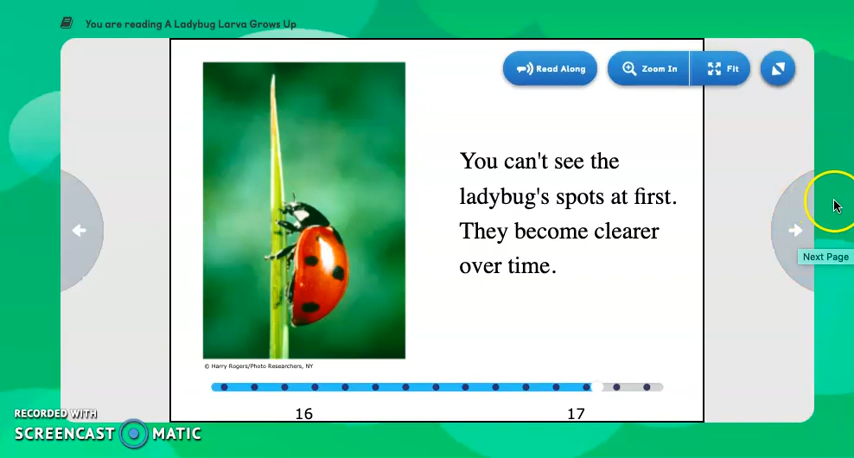 You are reading A Ladybug Larva Grows Up
Read Along
Zoom In
Fit
You can't see the
ladybug's spots at first.
They become clearer
over time.
Next Page
© Harry Rogers/Photo Researchers, NY
16
17
RECORDED WITH
SCREENCAST MATIC